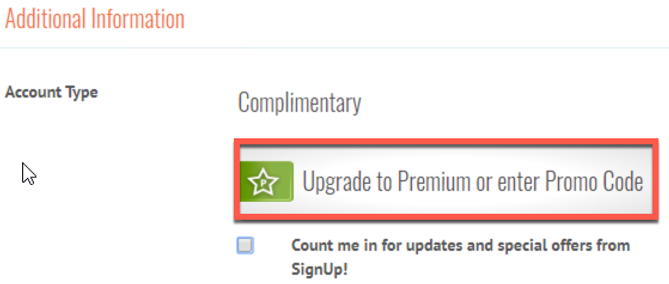 Additional Information
Account Type
Complimentary
P
Upgrade to Premium or enter Promo Code
Count me in for updates and special offers from
SignUp!